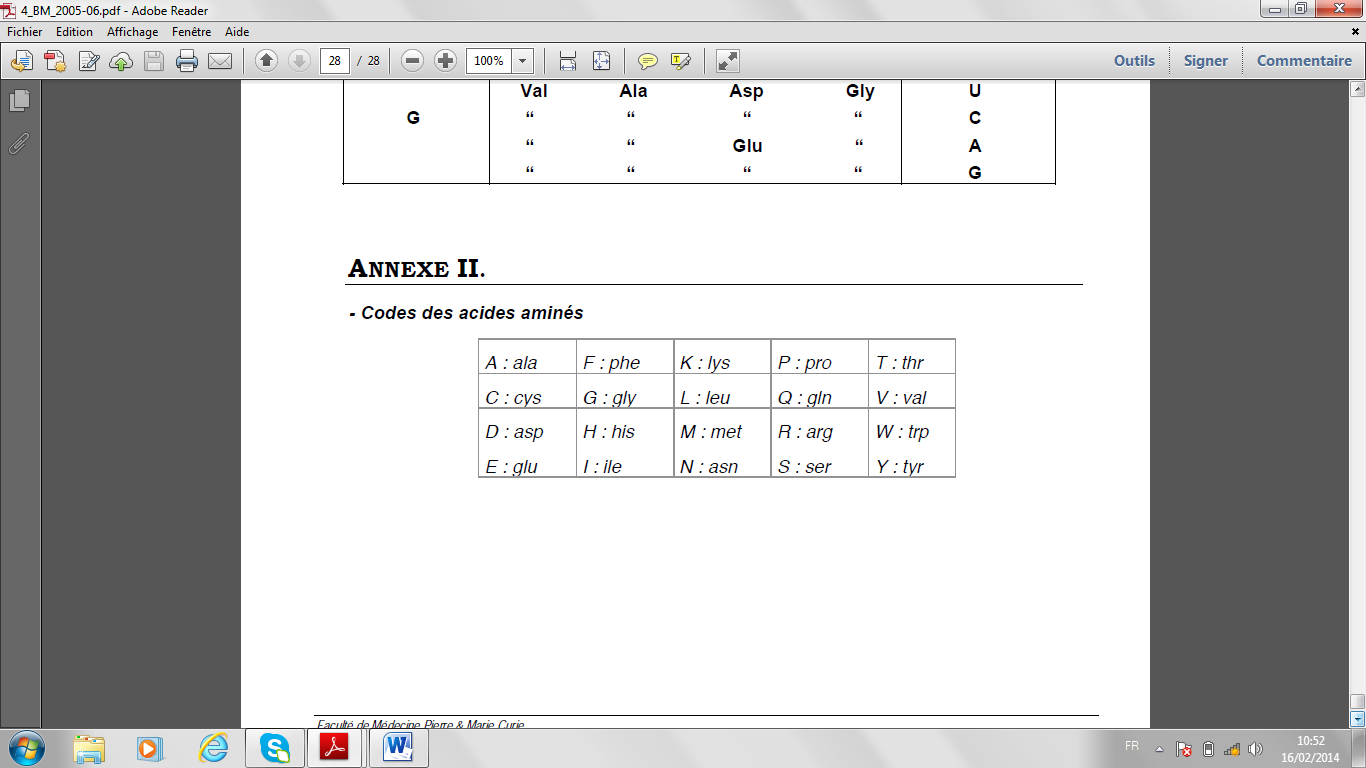 4_BM_2005-06.pdf - Adobe Reader
Fichier Edition Affichage Fenêtre Aide
28 / 28 100% Outils Signer Commentaire
Val Ala Asp Gly U
G “ “ “ “ C
“ “ Glu “ A
“ “ “ “ G
ANNEXE II.
- Codes des acides aminés
A : ala F : phe K : lys P : pro T : thr
C : cys G : gly L : leu Q : gln V : val
D : asp H : his M : met R : arg W : trp
E : glu I : ile N : asn S : ser Y : tyr
Faculté de Médecine Pierre & Marie Curie
FR 10:52
16/02/2014